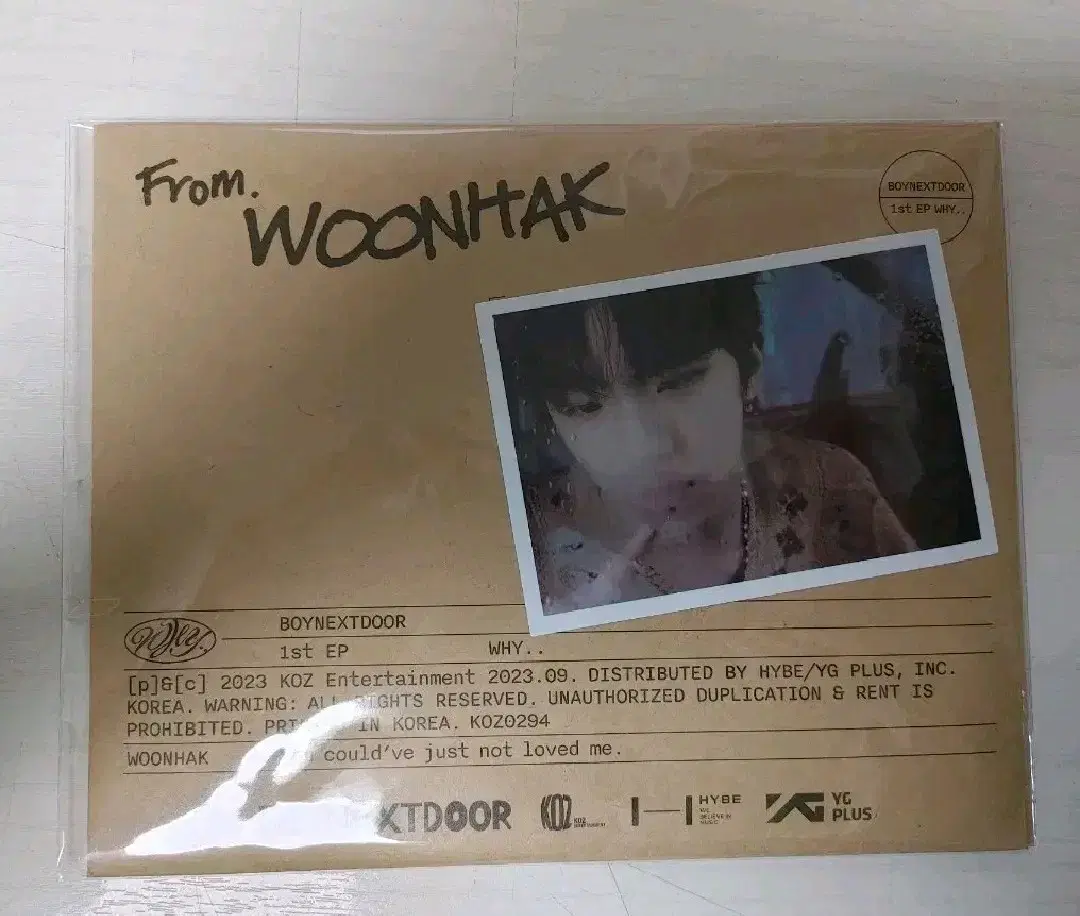 From.
WOONHAK
BOYNEXTDOOR
1st EP WHY..
Why..
BOYNEXTDOOR
1st EP WHY..
[p]&[c] 2023 KOZ Entertainment 2023.09. DISTRIBUTED BY HYBE/YG PLUS, INC.
KOREA. WARNING: ALL RIGHTS RESERVED. UNAUTHORIZED DUPLICATION & RENT IS
PROHIBITED. IN KOREA. KOZ0294
WOONHAK could've just not loved me.
XTDOOR KOZ HYBE YG
PLUS